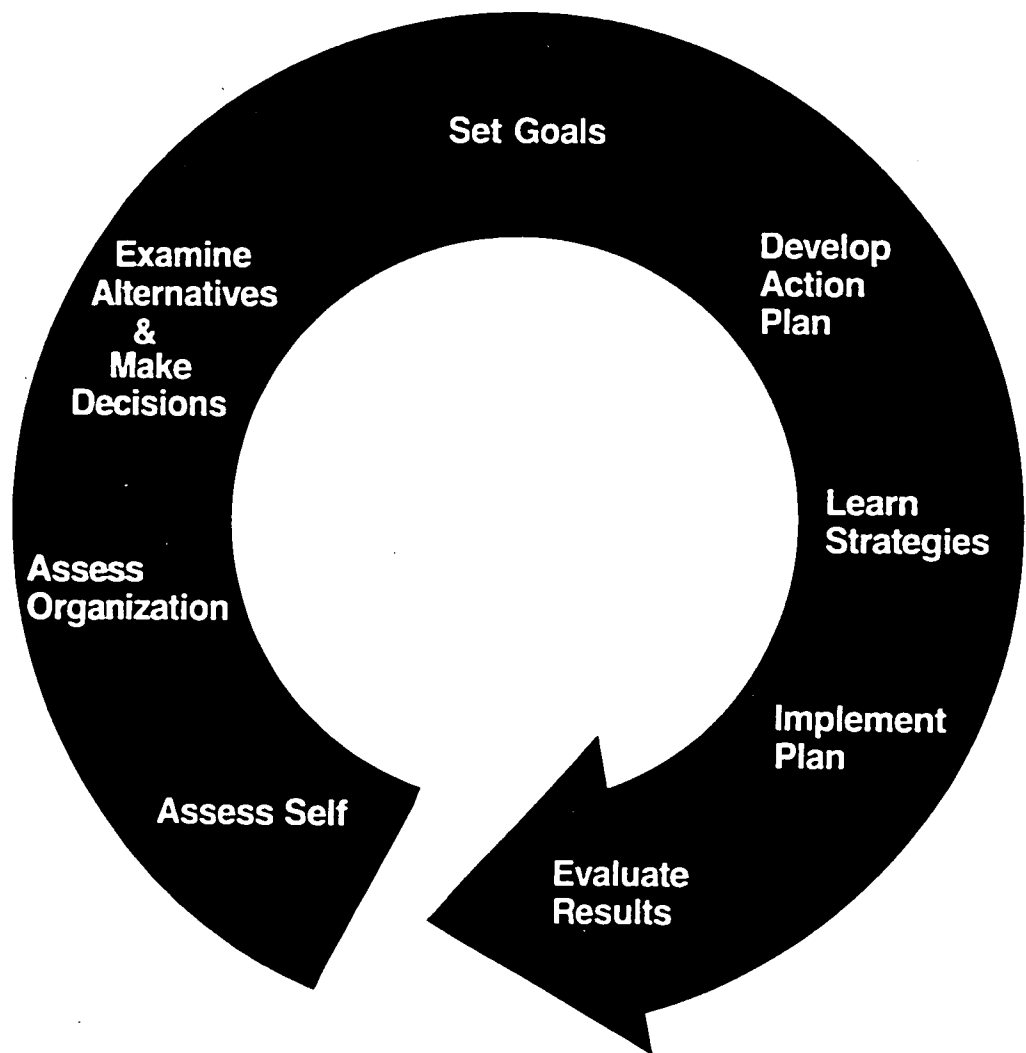 Set Goals
Develop
Action
Plan
Learn
Strategies
Implement
Plan
Evaluate
Results
Assess Self
Assess
Organization
Examine
Alternatives
&
Make
Decisions